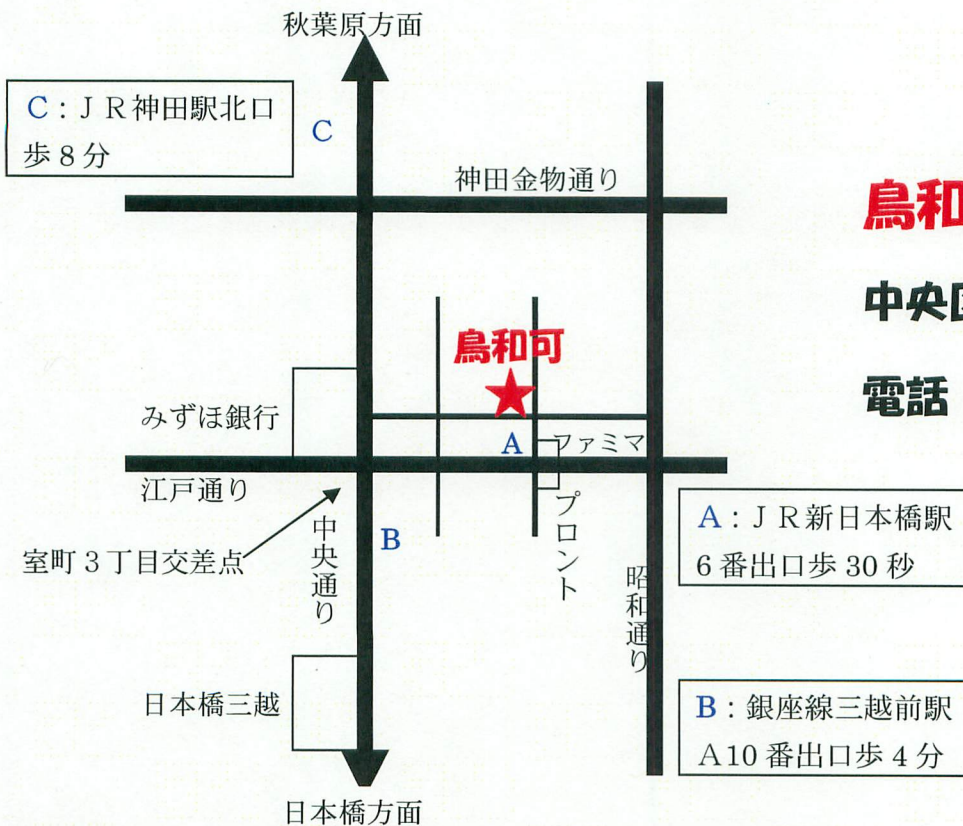 秋葉原方面
C：ＪＲ神田駅北口
歩８分
C
神田金物通り
鳥和
中央
電話
鳥和可
みずほ銀行
A
ファミマ
江戸通り
プロント
A：ＪＲ新日本橋駅
6 番出口歩 30 秒
中央通り
B
室町３丁目交差点
昭和通り
日本橋三越
B：銀座線三越前駅
Ａ10 番出口歩 4 分
日本橋方面